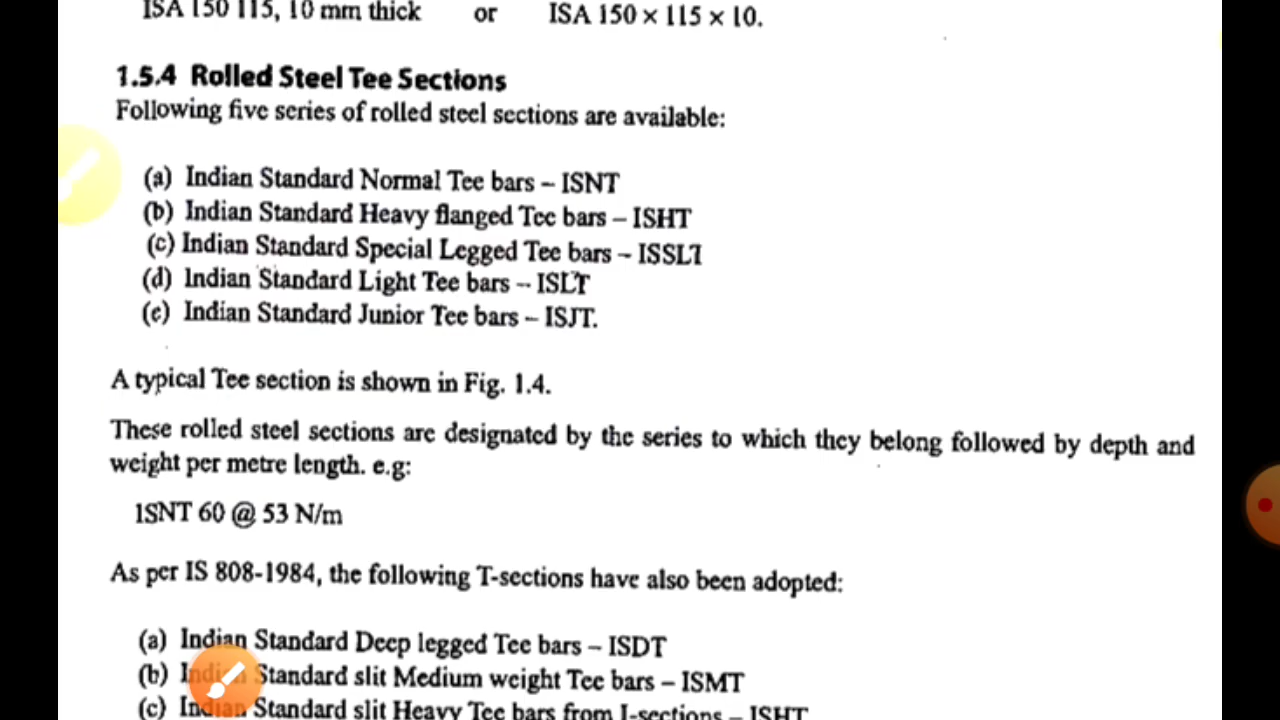 ISA 150 115, 10 mm thick or ISA 150 × 115 × 10.
1.5.4 Rolled Steel Tee Sections
Following five series of rolled steel sections are available:
(a) Indian Standard Normal Tee bars – ISNT
(b) Indian Standard Heavy flanged Tee bars – ISHT
(c) Indian Standard Special Legged Tee bars – ISSLT
(d) Indian Standard Light Tee bars – ISLT
(e) Indian Standard Junior Tee bars – ISJT.
A typical Tee section is shown in Fig. 1.4.
These rolled steel sections are designated by the series to which they belong followed by depth and
weight per metre length. e.g:
ISNT 60 @ 53 N/m
As per IS 808-1984, the following T-sections have also been adopted:
(a) Indian Standard Deep legged Tee bars – ISDT
(b) Indian Standard slit Medium weight Tee bars – ISMT
(c) Indian Standard slit Heavy Tee bars from I-sections – ISHT